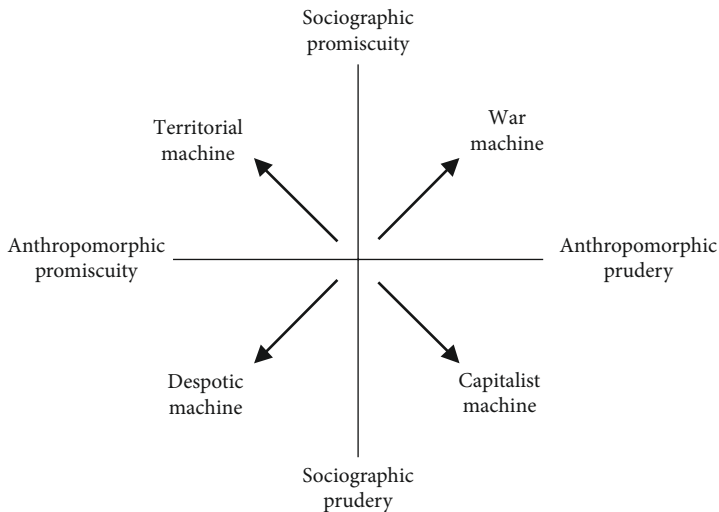 Sociographic
promiscuity
Territorial
machine
War
machine
Anthropomorphic
promiscuity
Anthropomorphic
prudery
Despotic
machine
Capitalist
machine
Sociographic
prudery